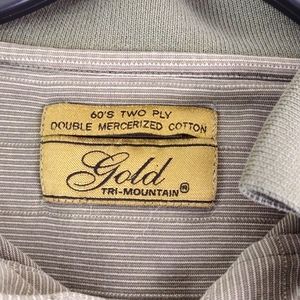 60'S TWO PLY
DOUBLE MERCERIZED COTTON
Gold
TRI-MOUNTAIN®